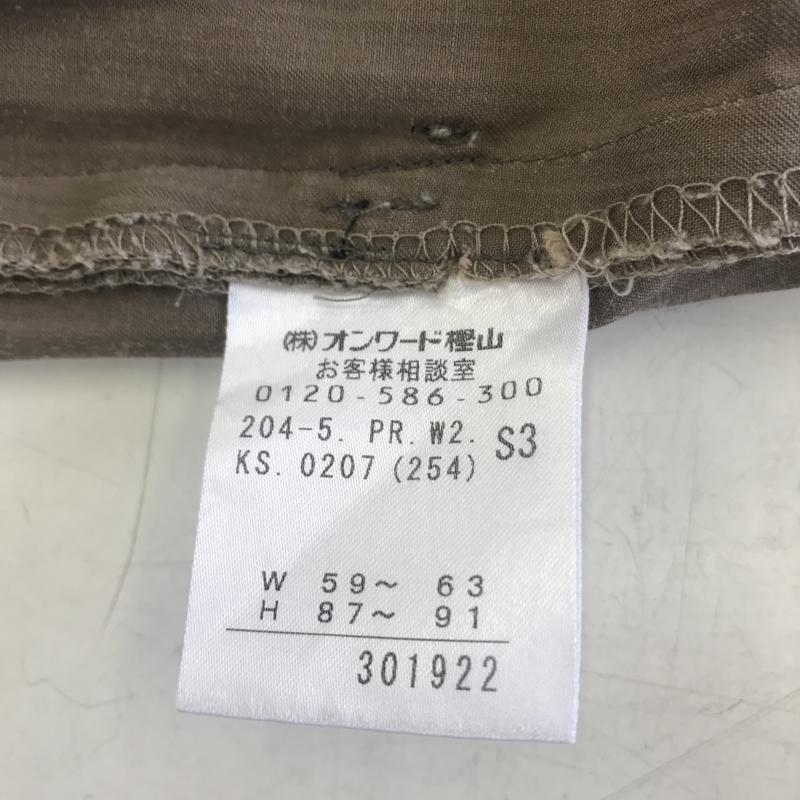 (株)オンワード樫山
お客様相談室
0120-586-300
204-5. PR. W2. S3
KS. 0207 (254)
W 59～ 63
H 87～ 91
301922